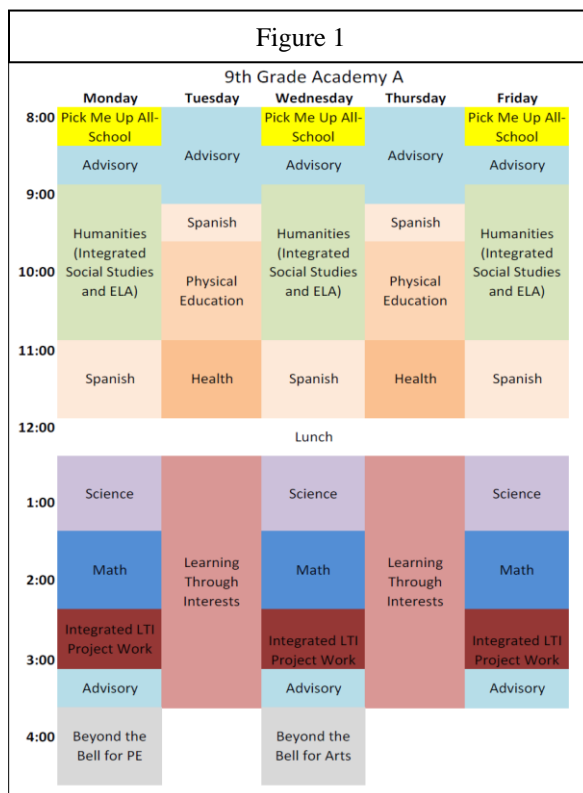 Figure 1
9th Grade Academy A
Monday Tuesday Wednesday Thursday Friday
8:00
Pick Me Up All-
School
Advisory
Pick Me Up All-
School
Advisory
Pick Me Up All-
School
Advisory
Advisory
Advisory
9:00
Humanities
(Integrated
Social Studies
and ELA)
Spanish
Humanities
(Integrated
Social Studies
and ELA)
Spanish
Humanities
(Integrated
Social Studies
and ELA)
10:00
Physical
Education
Physical
Education
11:00
Spanish
Health
Spanish
Health
Spanish
12:00
Lunch
Science
Science
Science
1:00
Math
Learning
Through
Interests
Math
Learning
Through
Interests
Math
2:00
Integrated LTI
Project Work
Integrated LTI
Project Work
Integrated LTI
Project Work
3:00
Advisory
Advisory
Advisory
4:00
Beyond the
Bell for PE
Beyond the
Bell for Arts